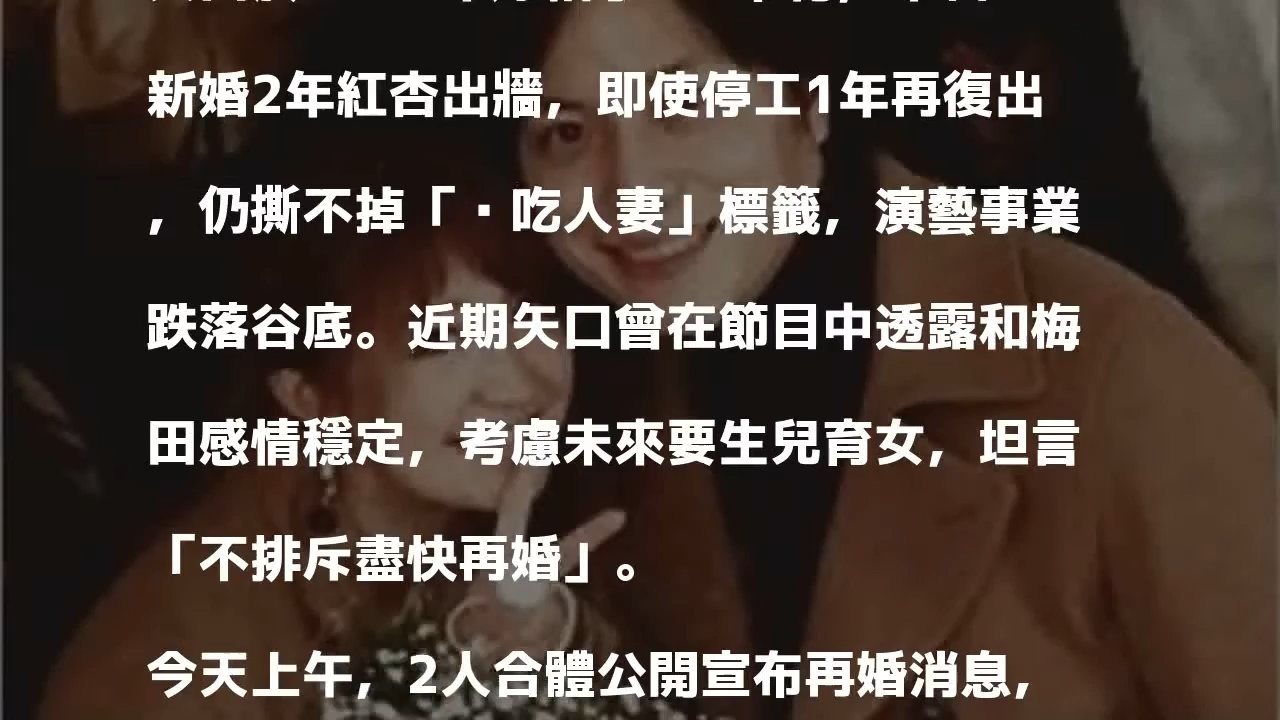 新婚2年紅杏出牆，即使停工1年再復出
，仍撕不掉「·吃人妻」標籤，演藝事業
跌落谷底。近期矢口曾在節目中透露和梅
田感情穩定，考慮未來要生兒育女，坦言
「不排斥盡快再婚」。
今天上午，2人合體公開宣布再婚消息，